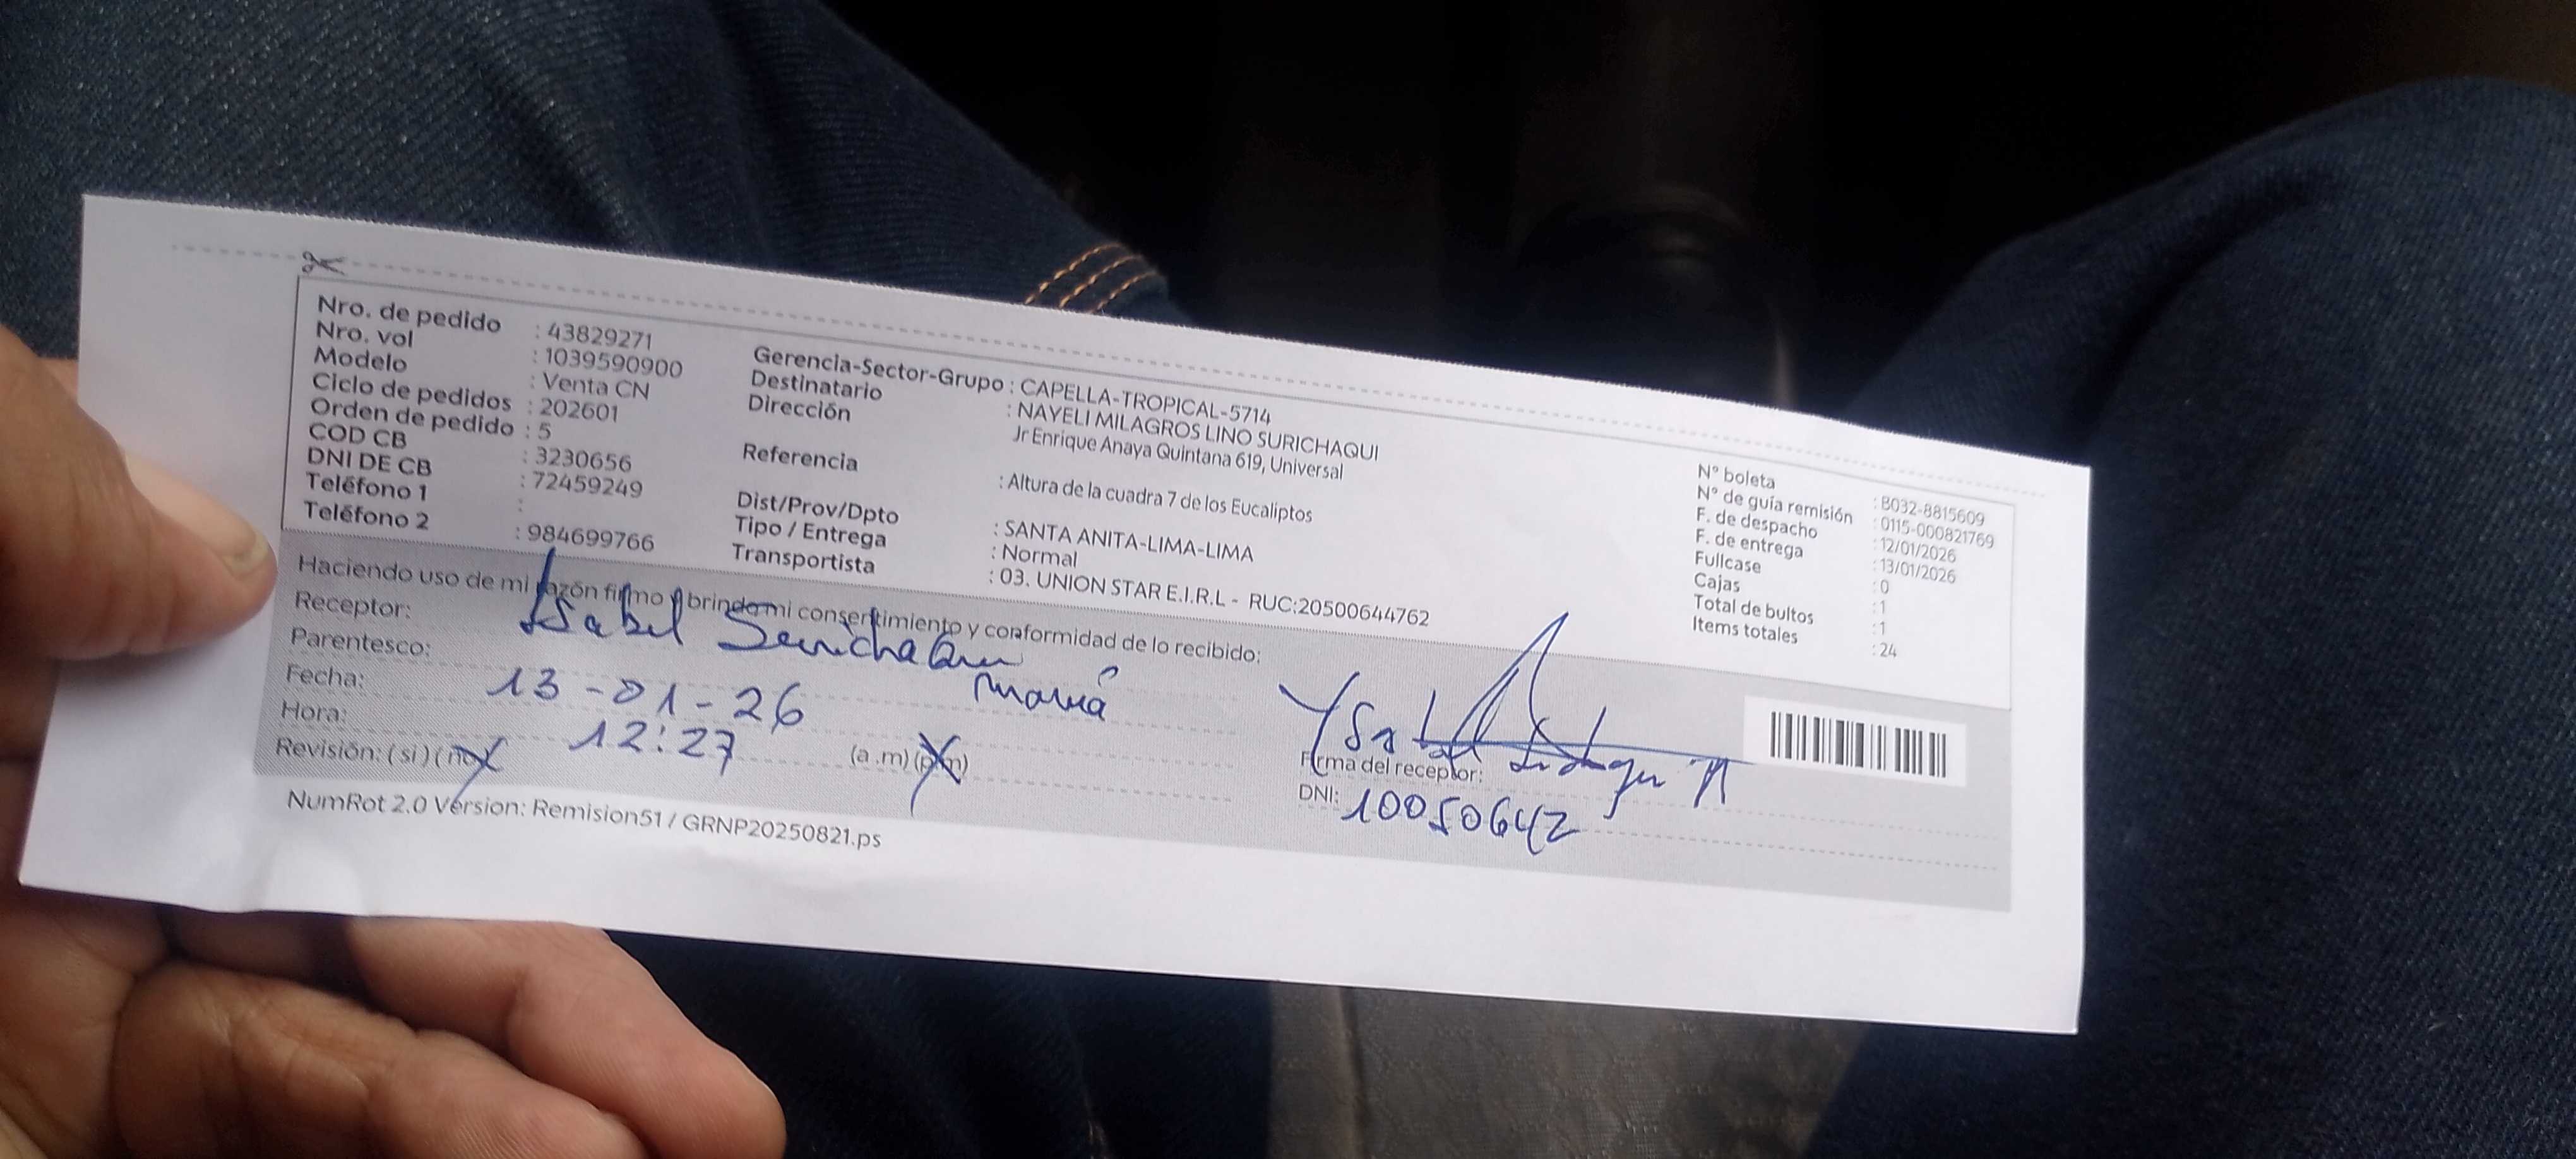 Nro. de pedido : 43829271
Nro. vol : 1039590900
Modelo : Venta CN
Ciclo de pedidos : 202601
Orden de pedido : 5
COD CB : 3230656
DNI DE CB : 72459249
Teléfono 1 :
Teléfono 2 : 984699766
Gerencia-Sector-Grupo : CAPELLA-TROPICAL-5714
Destinatario : NAYELI MILAGROS LINO SURICHAQUI
Dirección Jr Enrique Anaya Quintana 619, Universal
Referencia : Altura de la cuadra 7 de los Eucaliptos
Dist/Prov/Dpto : SANTA ANITA-LIMA-LIMA
Tipo / Entrega : Normal
Transportista : 03. UNION STAR E.I.R.L - RUC:20500644762
N° boleta : B032-8815609
N° de guía remisión : 0115-000821769
F. de despacho : 12/01/2026
F. de entrega : 13/01/2026
Fullcase : 0
Cajas : 1
Total de bultos : 1
Items totales : 24
Haciendo uso de mi razón firmo y brindo mi consentimiento y conformidad de lo recibido:
Receptor: Isabel Surichaqui
Parentesco: mamá
Fecha: 13-01-26
Hora: 12:27 (a.m) (p.m)
Revisión: ( si ) ( no )
Ysabel
Firma del receptor:
DNI: 10050642
NumRot 2.0 Version: Remision51 / GRNP20250821.ps